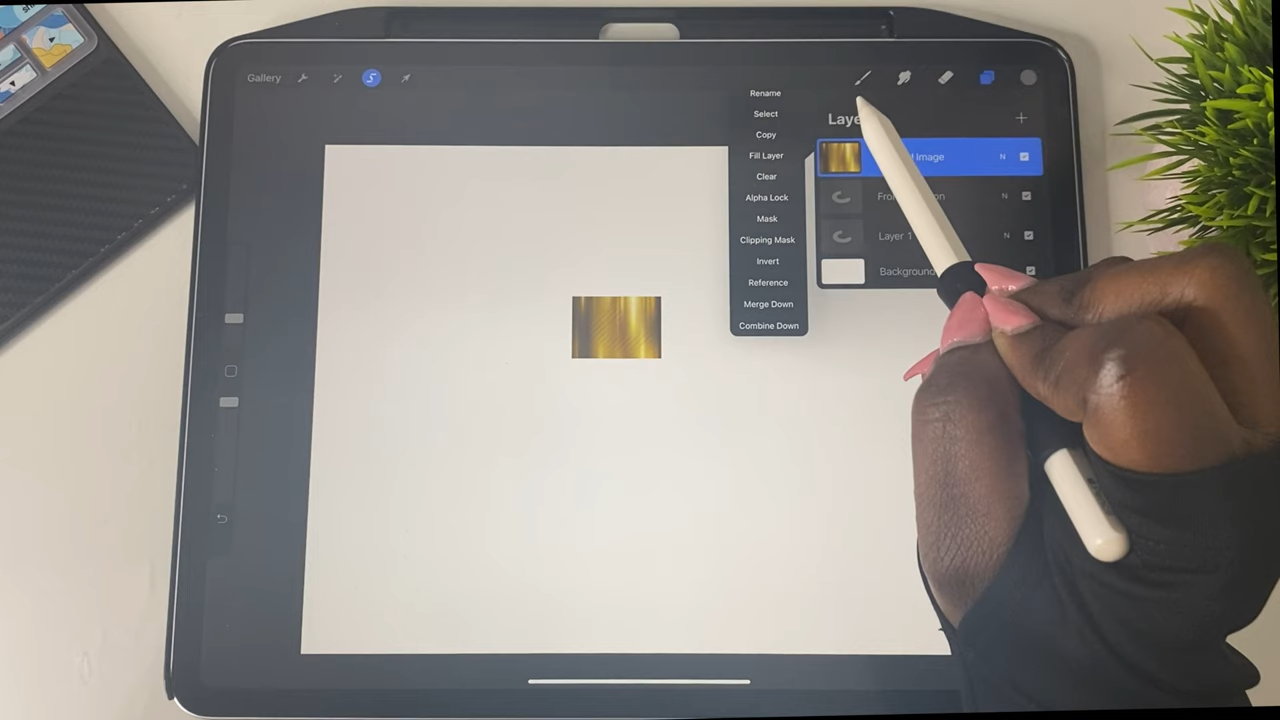 Gallery
Rename
Select
Copy
Fill Layer
Clear
Alpha Lock
Mask
Clipping Mask
Invert
Reference
Merge Down
Combine Down
Image N
N
Layer 1 N
Background